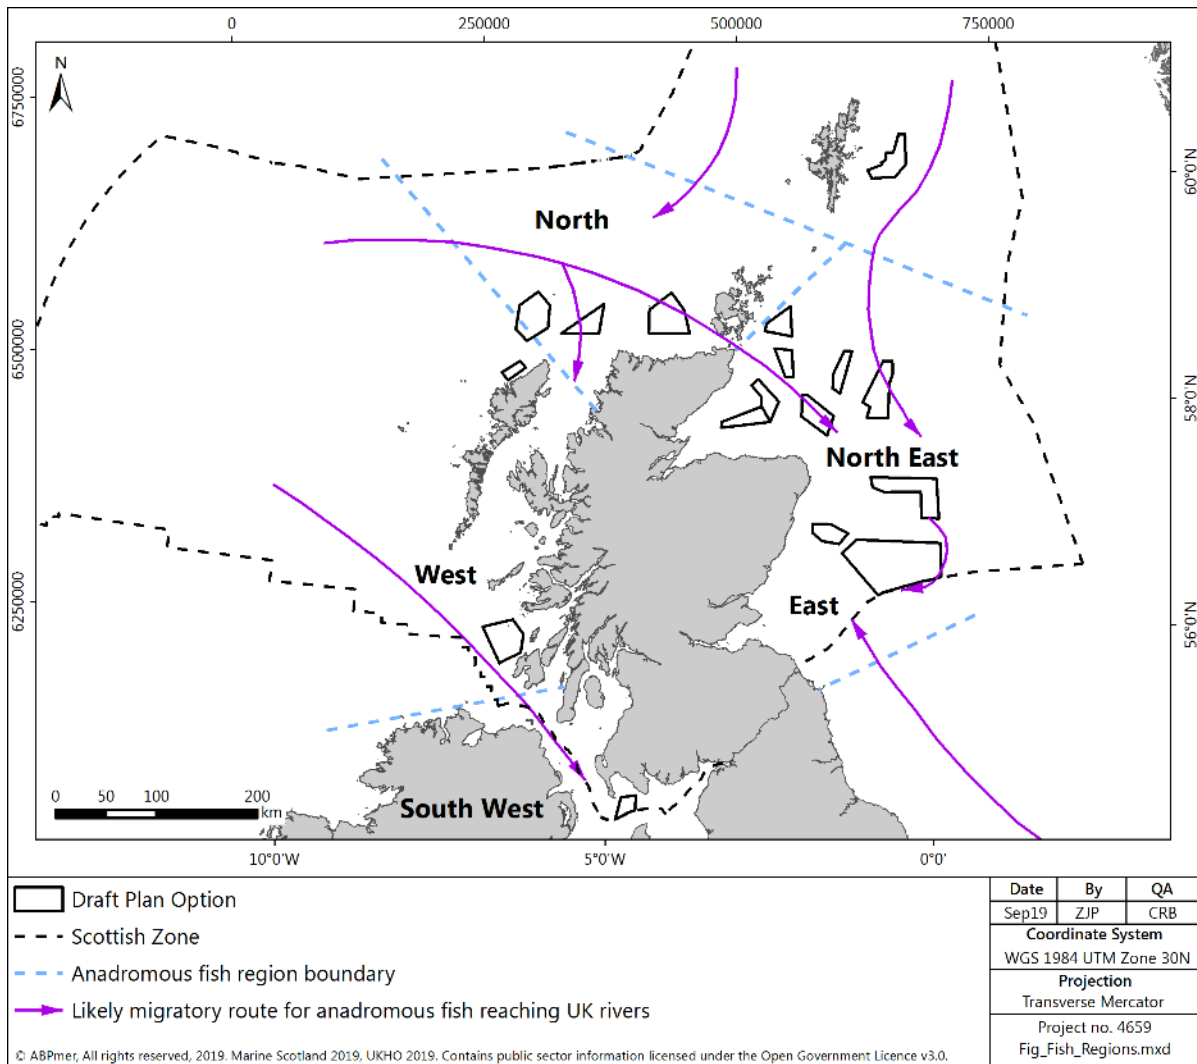 0 250000 500000 750000
N
6750000
6500000
6250000
60°0'N
58°0'N
56°0'N
North
North East
West
East
South West
0 50 100 200
km
10°0'W 5°0'W 0°0'
Draft Plan Option
Scottish Zone
Anadromous fish region boundary
Likely migratory route for anadromous fish reaching UK rivers
© ABPmer, All rights reserved, 2019. Marine Scotland 2019, UKHO 2019. Contains public sector information licensed under the Open Government Licence v3.0.
Date By QA
Sep19 ZJP CRB
Coordinate System
WGS 1984 UTM Zone 30N
Projection
Transverse Mercator
Project no. 4659
Fig_Fish_Regions.mxd